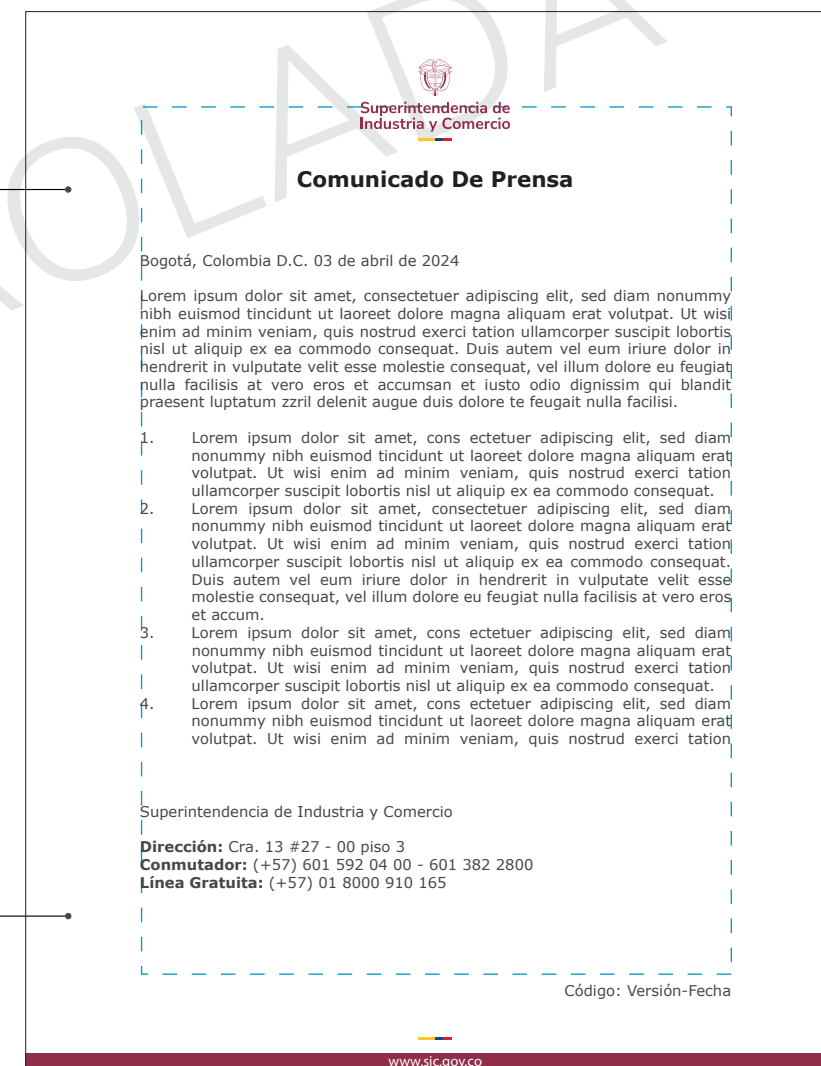 Superintendencia de
Industria y Comercio
Comunicado De Prensa
Bogotá, Colombia D.C. 03 de abril de 2024
Lorem ipsum dolor sit amet, consectetuer adipiscing elit, sed diam nonummy
nibh euismod tincidunt ut laoreet dolore magna aliquam erat volutpat. Ut wisi
enim ad minim veniam, quis nostrud exerci tation ullamcorper suscipit lobortis
nisl ut aliquip ex ea commodo consequat. Duis autem vel eum iriure dolor in
hendrerit in vulputate velit esse molestie consequat, vel illum dolore eu feugiat
nulla facilisis at vero eros et accumsan et iusto odio dignissim qui blandit
praesent luptatum zzril delenit augue duis dolore te feugait nulla facilisi.
1. Lorem ipsum dolor sit amet, cons ectetuer adipiscing elit, sed diam
nonummy nibh euismod tincidunt ut laoreet dolore magna aliquam erat
volutpat. Ut wisi enim ad minim veniam, quis nostrud exerci tation
ullamcorper suscipit lobortis nisl ut aliquip ex ea commodo consequat.
2. Lorem ipsum dolor sit amet, consectetuer adipiscing elit, sed diam
nonummy nibh euismod tincidunt ut laoreet dolore magna aliquam erat
volutpat. Ut wisi enim ad minim veniam, quis nostrud exerci tation
ullamcorper suscipit lobortis nisl ut aliquip ex ea commodo consequat.
Duis autem vel eum iriure dolor in hendrerit in vulputate velit esse
molestie consequat, vel illum dolore eu feugiat nulla facilisis at vero eros
et accum.
3. Lorem ipsum dolor sit amet, cons ectetuer adipiscing elit, sed diam
nonummy nibh euismod tincidunt ut laoreet dolore magna aliquam erat
volutpat. Ut wisi enim ad minim veniam, quis nostrud exerci tation
ullamcorper suscipit lobortis nisl ut aliquip ex ea commodo consequat.
4. Lorem ipsum dolor sit amet, cons ectetuer adipiscing elit, sed diam
nonummy nibh euismod tincidunt ut laoreet dolore magna aliquam erat
volutpat. Ut wisi enim ad minim veniam, quis nostrud exerci tation
Superintendencia de Industria y Comercio
Dirección: Cra. 13 #27 - 00 piso 3
Conmutador: (+57) 601 592 04 00 - 601 382 2800
Línea Gratuita: (+57) 01 8000 910 165
Código: Versión-Fecha
www.sic.gov.co